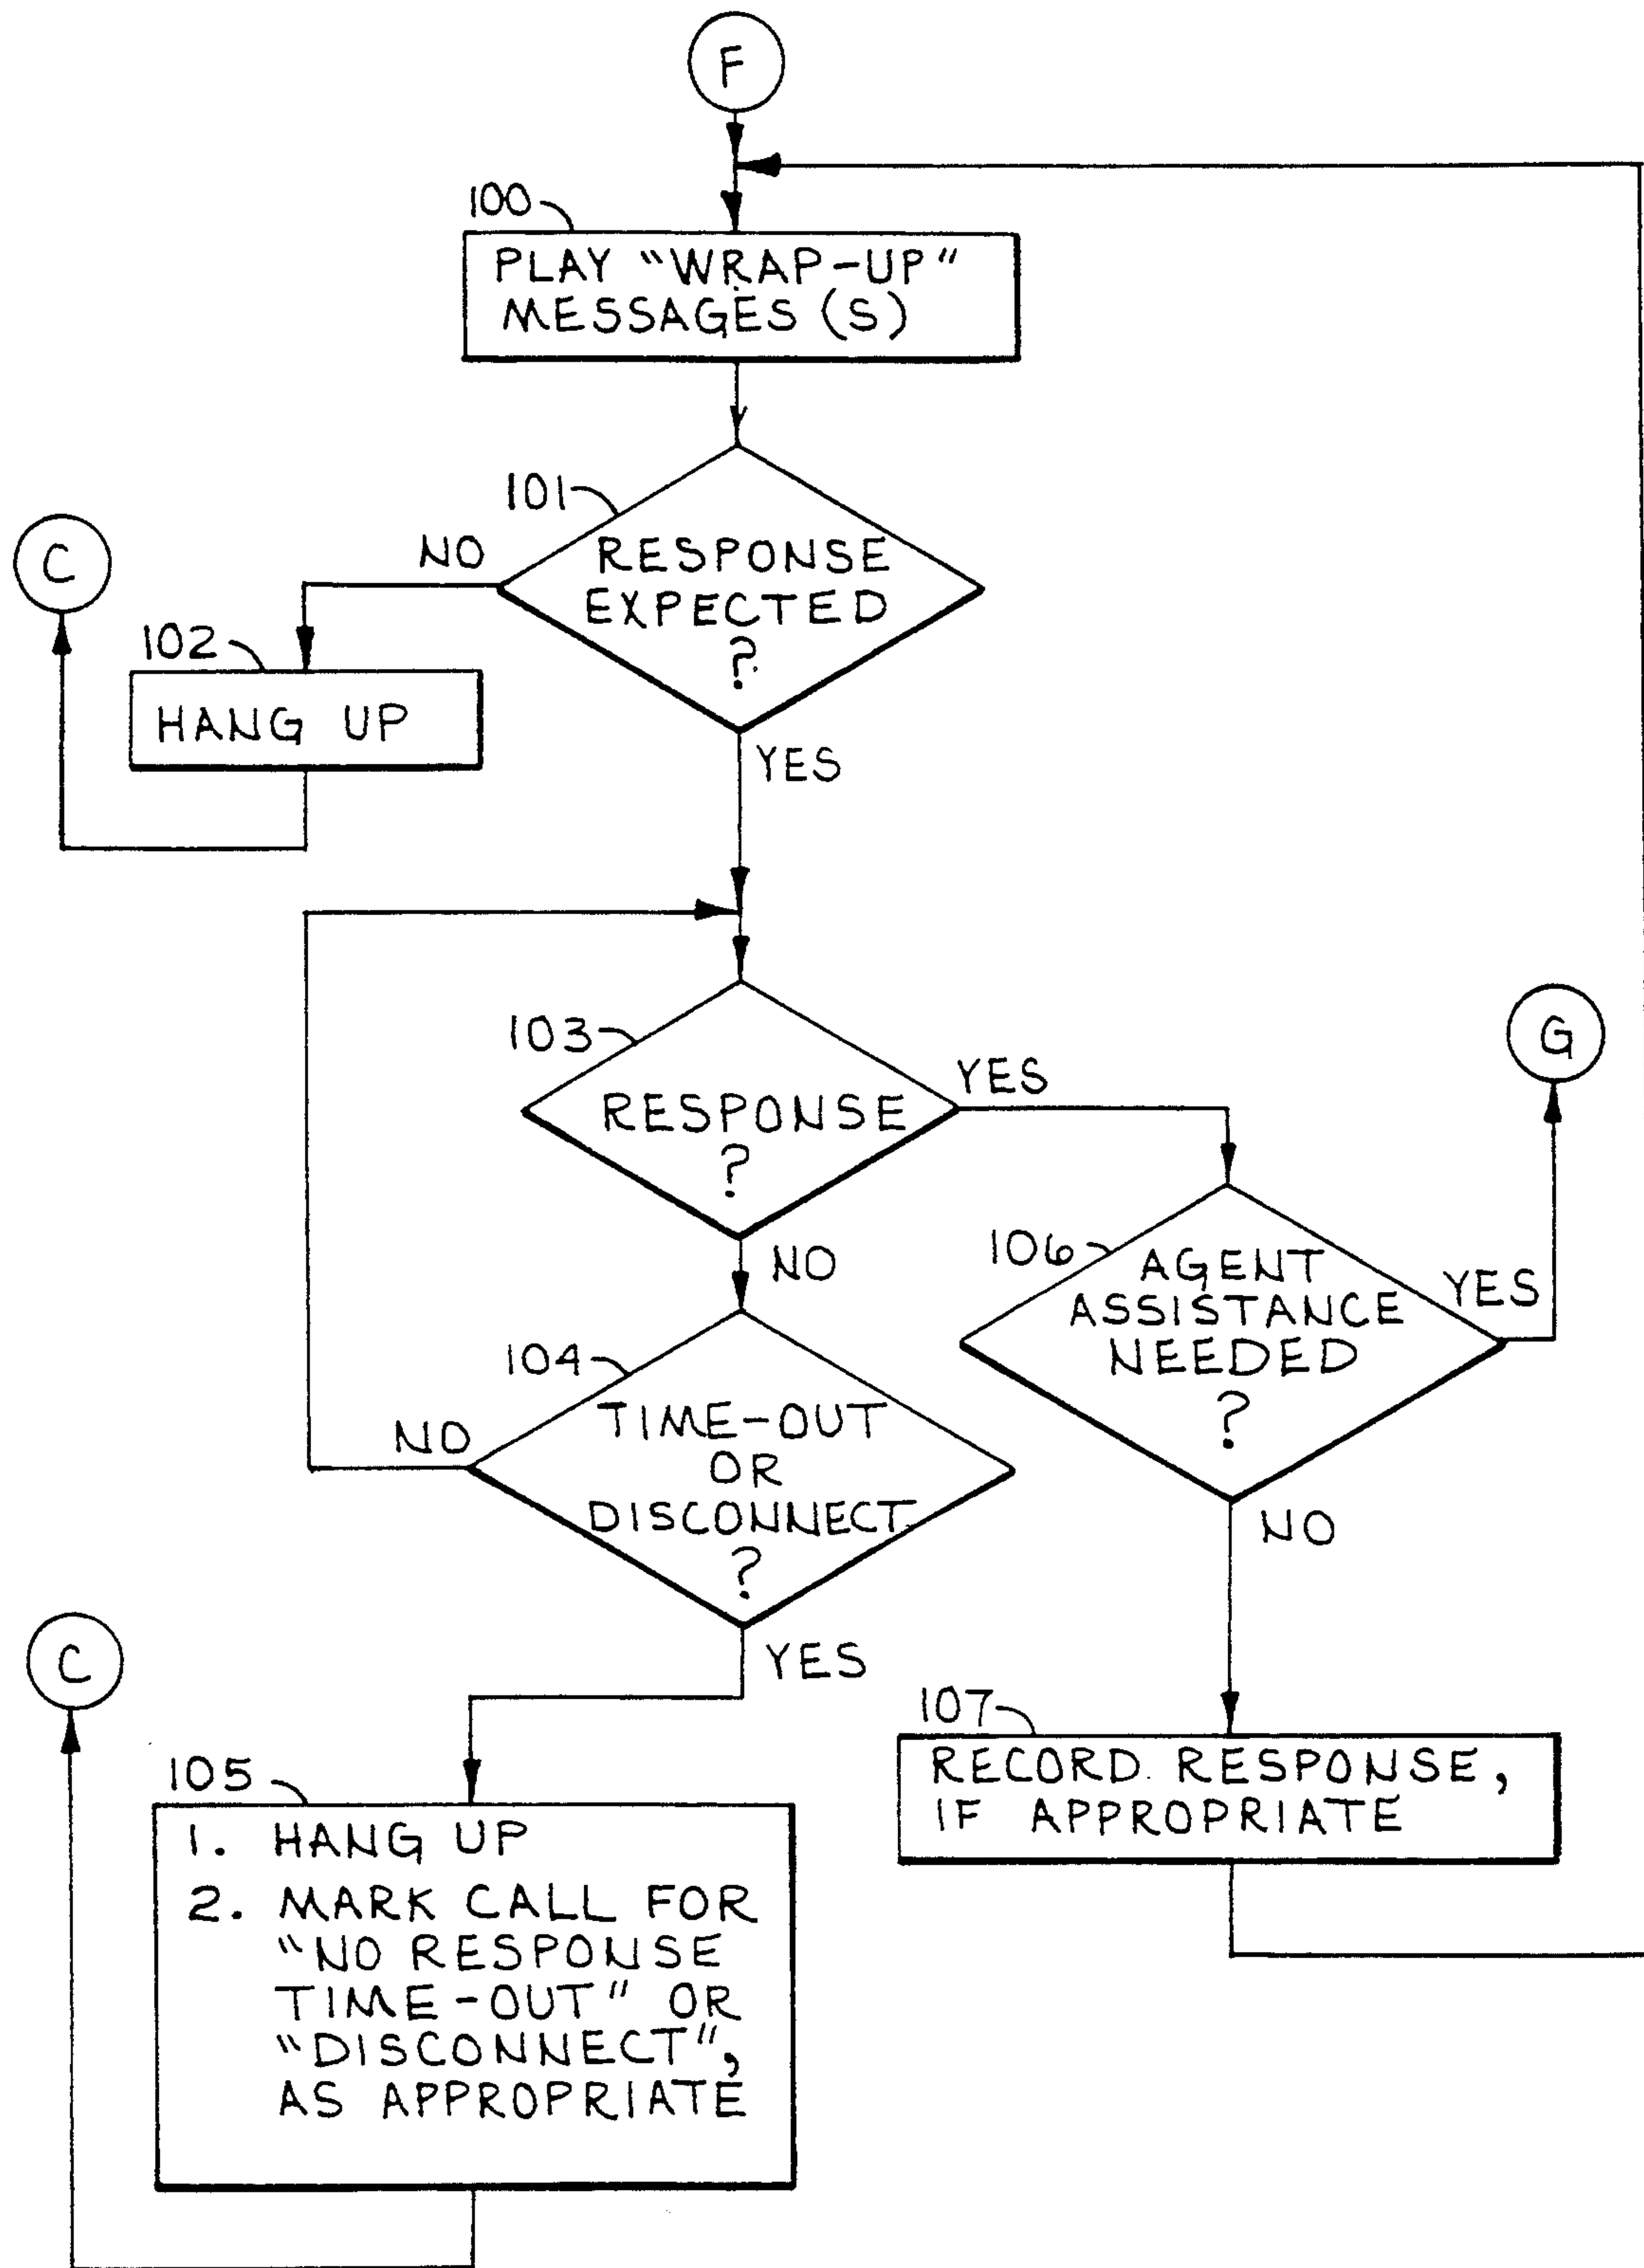 F
100
PLAY "WRAP-UP"
MESSAGES (S)
101
RESPONSE
EXPECTED
?
NO
C
102
HANG UP
YES
103
RESPONSE
?
YES
G
NO
106
AGENT
ASSISTANCE
NEEDED
?
YES
104
TIME-OUT
OR
DISCONNECT
?
NO
NO
YES
C
107
RECORD RESPONSE,
IF APPROPRIATE
105
1. HANG UP
2. MARK CALL FOR
"NO RESPONSE
TIME-OUT" OR
"DISCONNECT",
AS APPROPRIATE